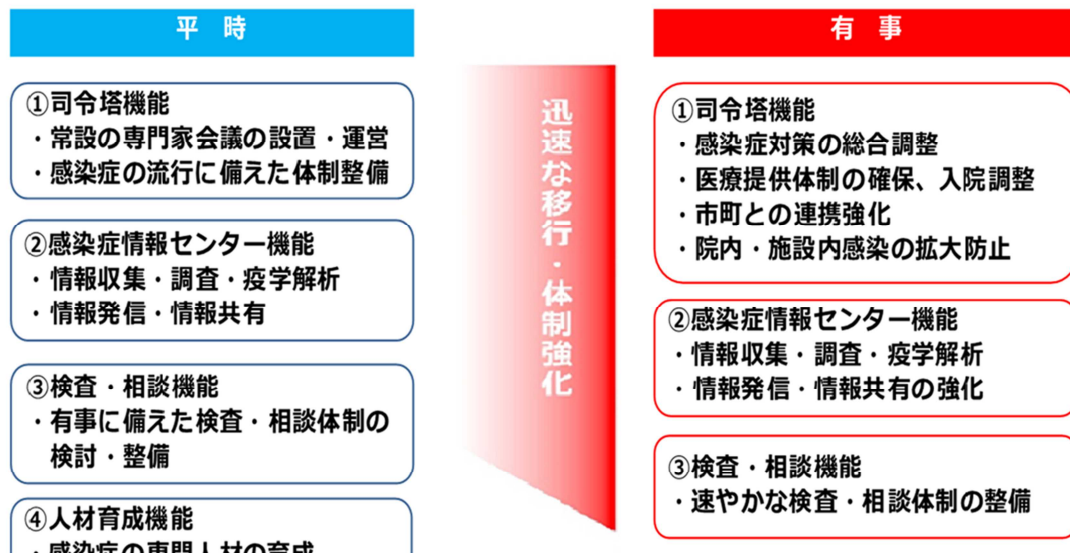 平 時
①司令塔機能
・常設の専門家会議の設置・運営
・感染症の流行に備えた体制整備
②感染症情報センター機能
・情報収集・調査・疫学解析
・情報発信・情報共有
③検査・相談機能
・有事に備えた検査・相談体制の
検討・整備
④人材育成機能
・感染症の専門人材の育成
迅速な移行・体制強化
有 事
①司令塔機能
・感染症対策の総合調整
・医療提供体制の確保、入院調整
・市町との連携強化
・院内・施設内感染の拡大防止
②感染症情報センター機能
・情報収集・調査・疫学解析
・情報発信・情報共有の強化
③検査・相談機能
・速やかな検査・相談体制の整備